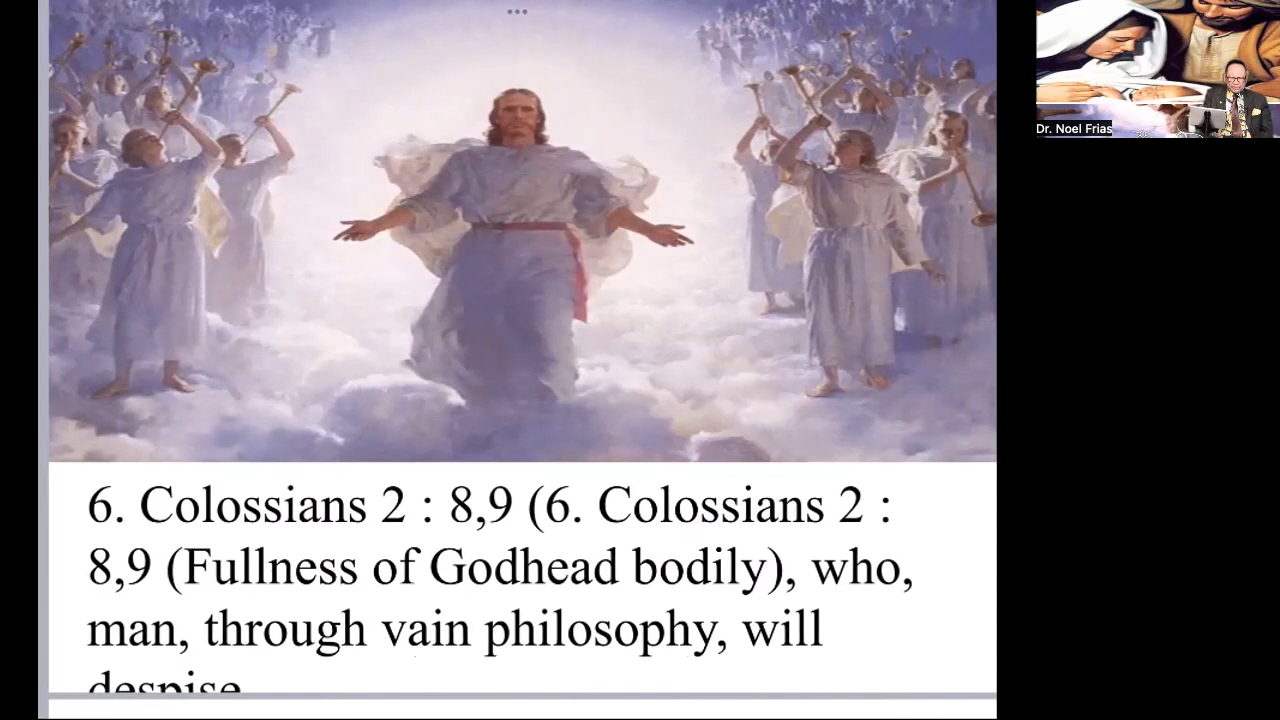 Dr. Noel Frias
6. Colossians 2 : 8,9 (6. Colossians 2 :
8,9 (Fullness of Godhead bodily), who,
man, through vain philosophy, will
despise